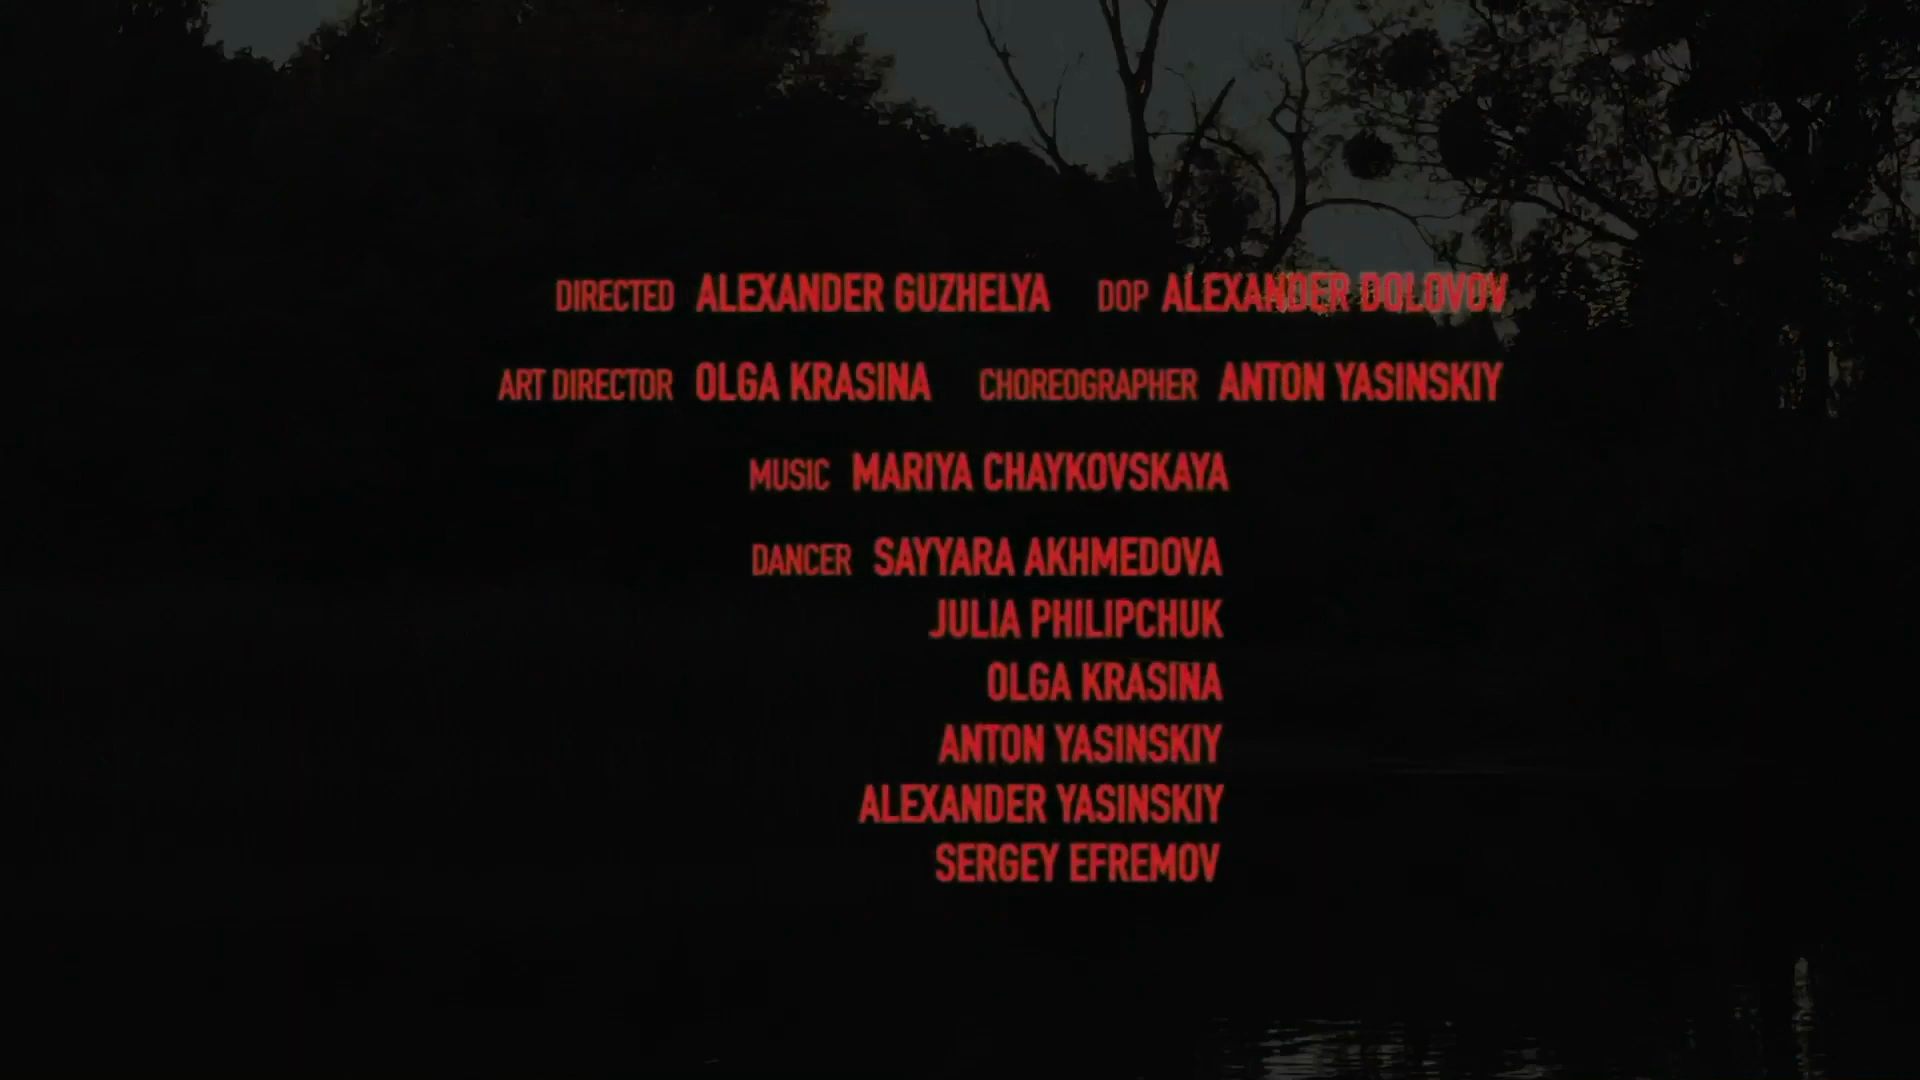 DIRECTED ALEXANDER GUZHELYA DOP ALEXANDER DOLOVOV
ART DIRECTOR OLGA KRASINA CHOREOGRAPHER ANTON YASINSKIY
MUSIC MARIYA CHAYKOVSKAYA
DANCER SAYYARA AKHMEDOVA
JULIA PHILIPCHUK
OLGA KRASINA
ANTON YASINSKIY
ALEXANDER YASINSKIY
SERGEY EFREMOV